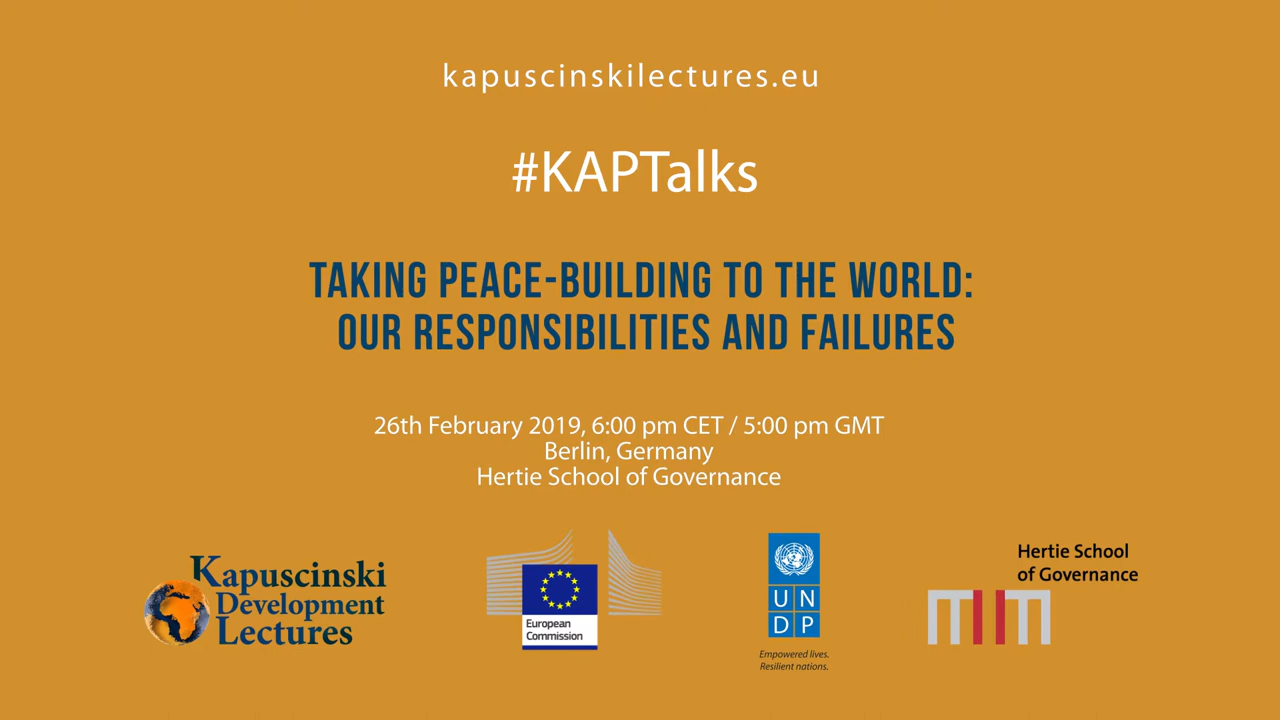 kapuscinskilectures.eu
#KAPTalks
TAKING PEACE-BUILDING TO THE WORLD:
OUR RESPONSIBILITIES AND FAILURES
26th February 2019, 6:00 pm CET / 5:00 pm GMT
Berlin, Germany
Hertie School of Governance
Kapuscinski
Development
Lectures
European
Commission
U N
D P
Empowered lives.
Resilient nations.
Hertie School
of Governance